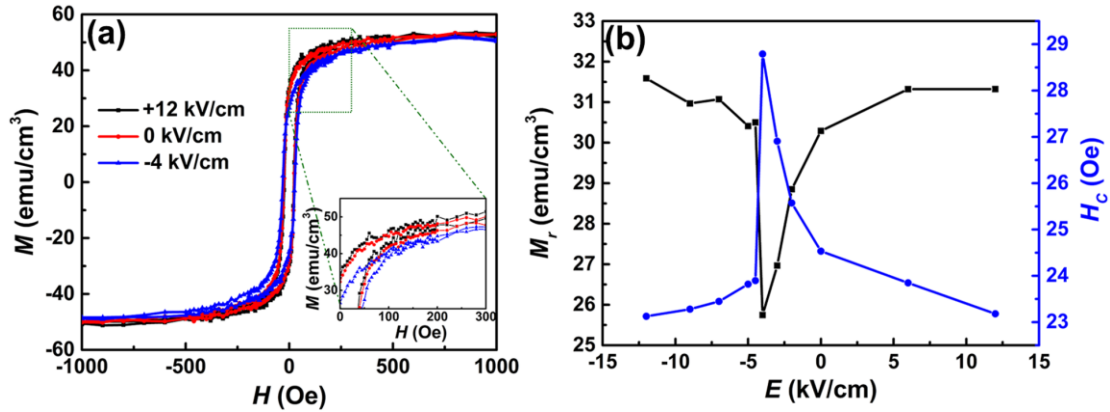 (a)
M (emu/cm³)
60
40
20
0
-20
-40
-60
+12 kV/cm
0 kV/cm
-4 kV/cm
M (emu/cm³)
50
40
30
0 100 200 300
H (Oe)
-1000 -500 0 500 1000
H (Oe)
(b)
Mr (emu/cm³)
33
32
31
30
29
28
27
26
25
-15 -10 -5 0 5 10 15
E (kV/cm)
29
28
27
26
25
24
23
HC (Oe)